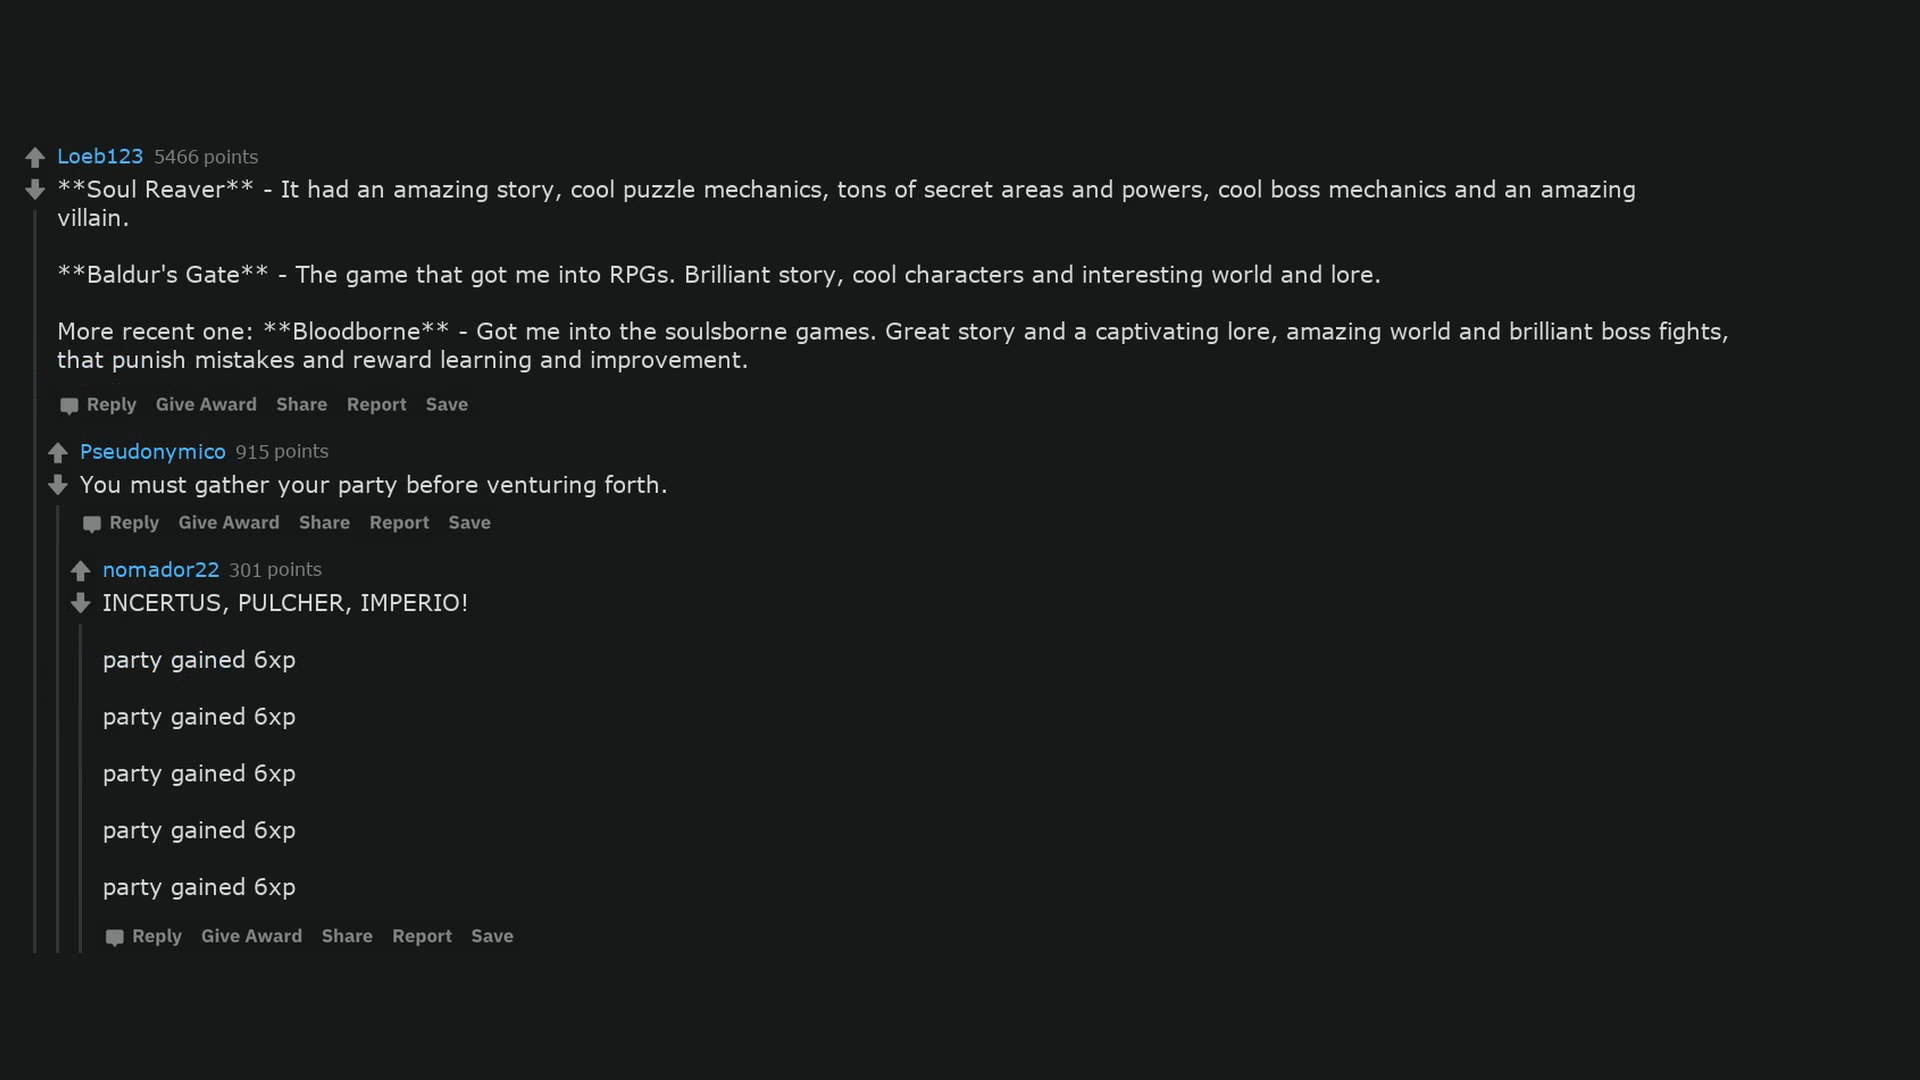 Loeb123 5466 points
**Soul Reaver** - It had an amazing story, cool puzzle mechanics, tons of secret areas and powers, cool boss mechanics and an amazing
villain.
**Baldur's Gate** - The game that got me into RPGs. Brilliant story, cool characters and interesting world and lore.
More recent one: **Bloodborne** - Got me into the soulsborne games. Great story and a captivating lore, amazing world and brilliant boss fights,
that punish mistakes and reward learning and improvement.
Reply Give Award Share Report Save
Pseudonymico 915 points
You must gather your party before venturing forth.
Reply Give Award Share Report Save
nomador22 301 points
INCERTUS, PULCHER, IMPERIO!
party gained 6xp
party gained 6xp
party gained 6xp
party gained 6xp
party gained 6xp
Reply Give Award Share Report Save